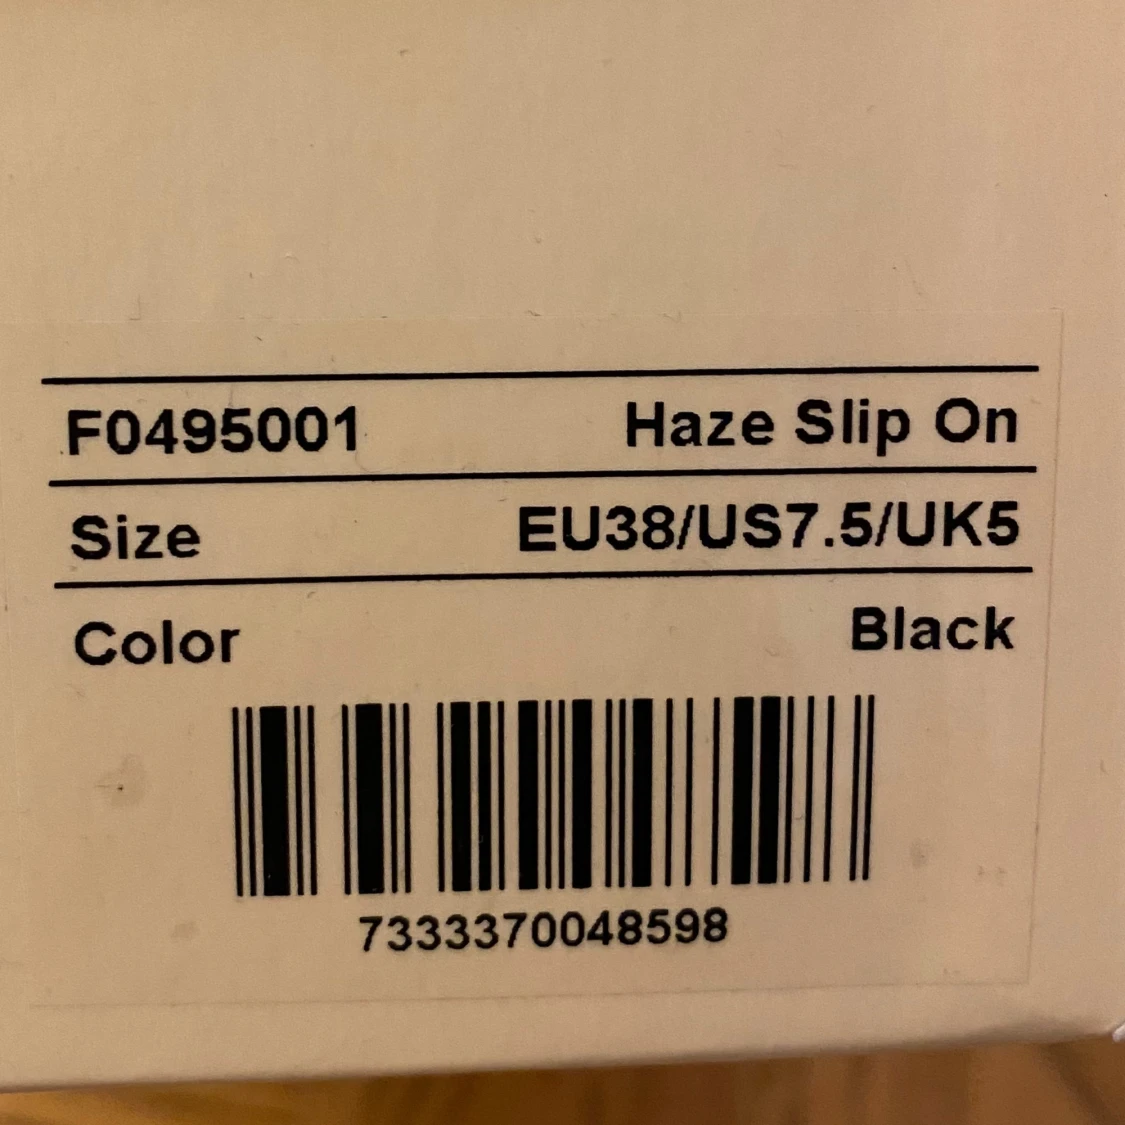 F0495001 Haze Slip On
Size EU38/US7.5/UK5
Color Black
7333370048598